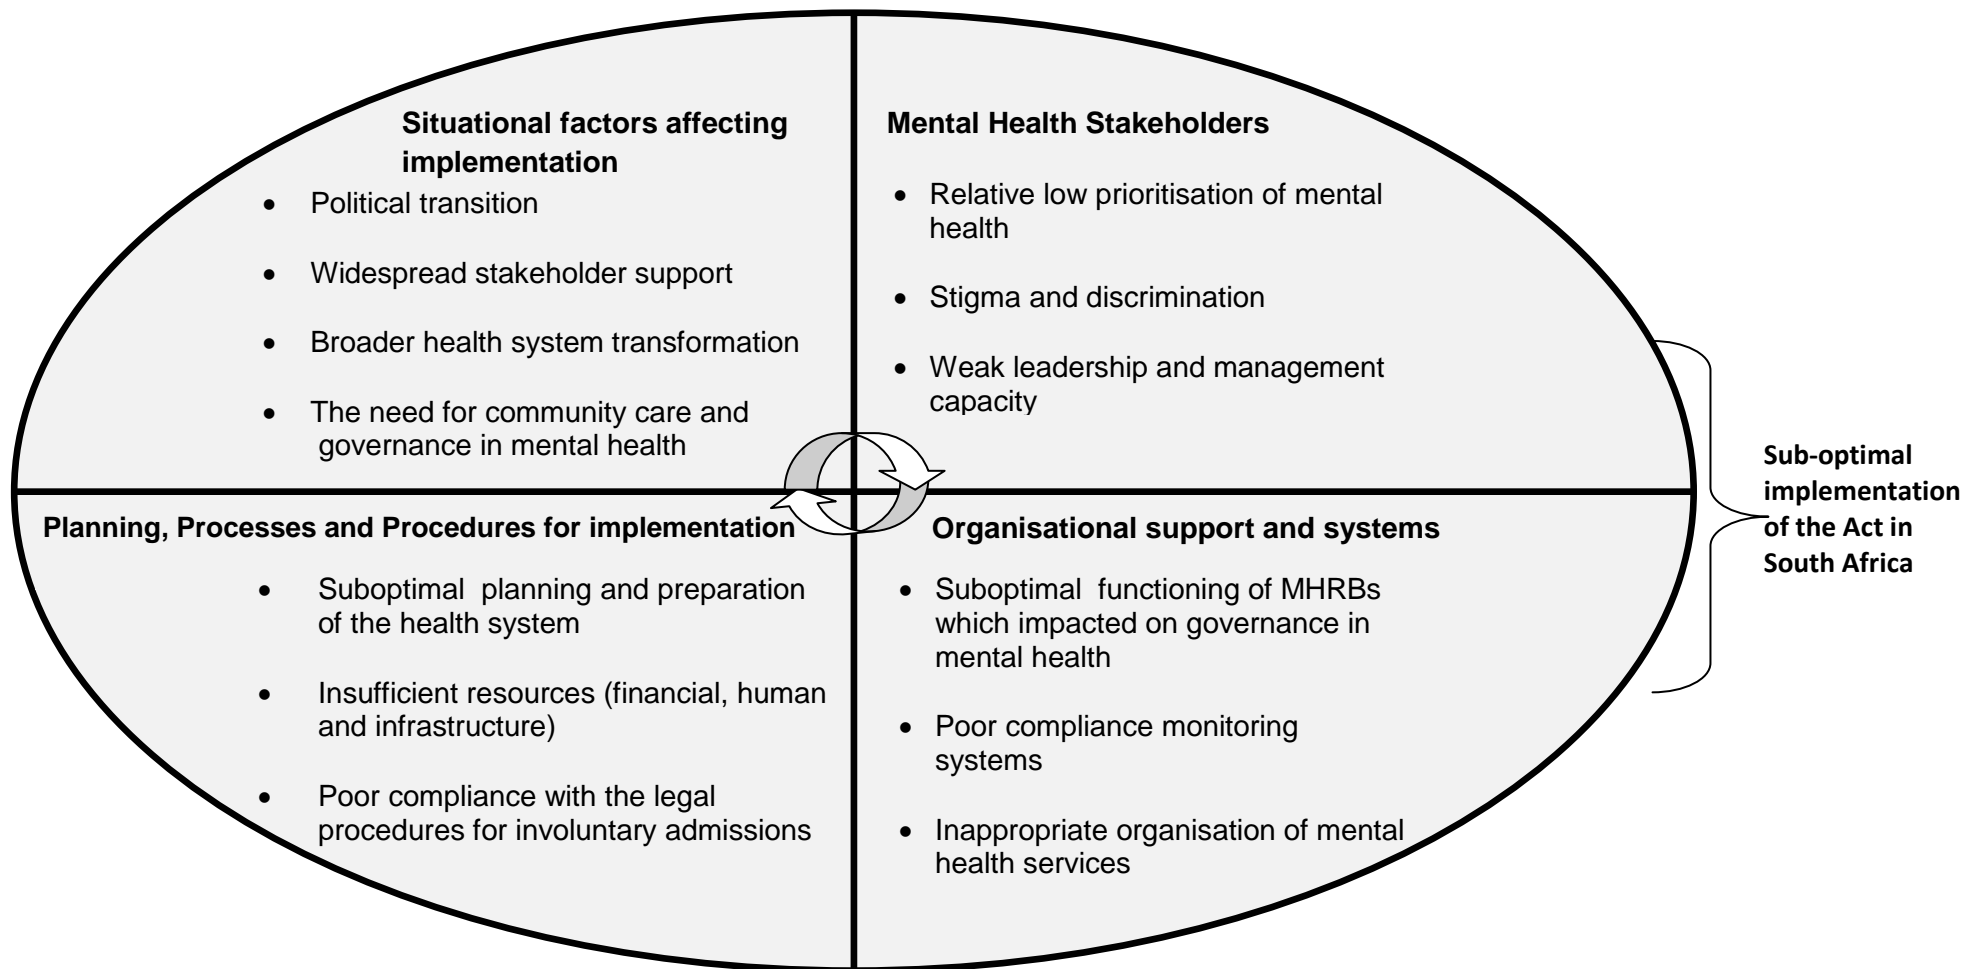 Situational factors affecting
implementation
• Political transition
• Widespread stakeholder support
• Broader health system transformation
• The need for community care and
governance in mental health
Mental Health Stakeholders
• Relative low prioritisation of mental
health
• Stigma and discrimination
• Weak leadership and management
capacity
Planning, Processes and Procedures for implementation
• Suboptimal planning and preparation
of the health system
• Insufficient resources (financial, human
and infrastructure)
• Poor compliance with the legal
procedures for involuntary admissions
Organisational support and systems
• Suboptimal functioning of MHRBs
which impacted on governance in
mental health
• Poor compliance monitoring
systems
• Inappropriate organisation of mental
health services
Sub-optimal
implementation
of the Act in
South Africa